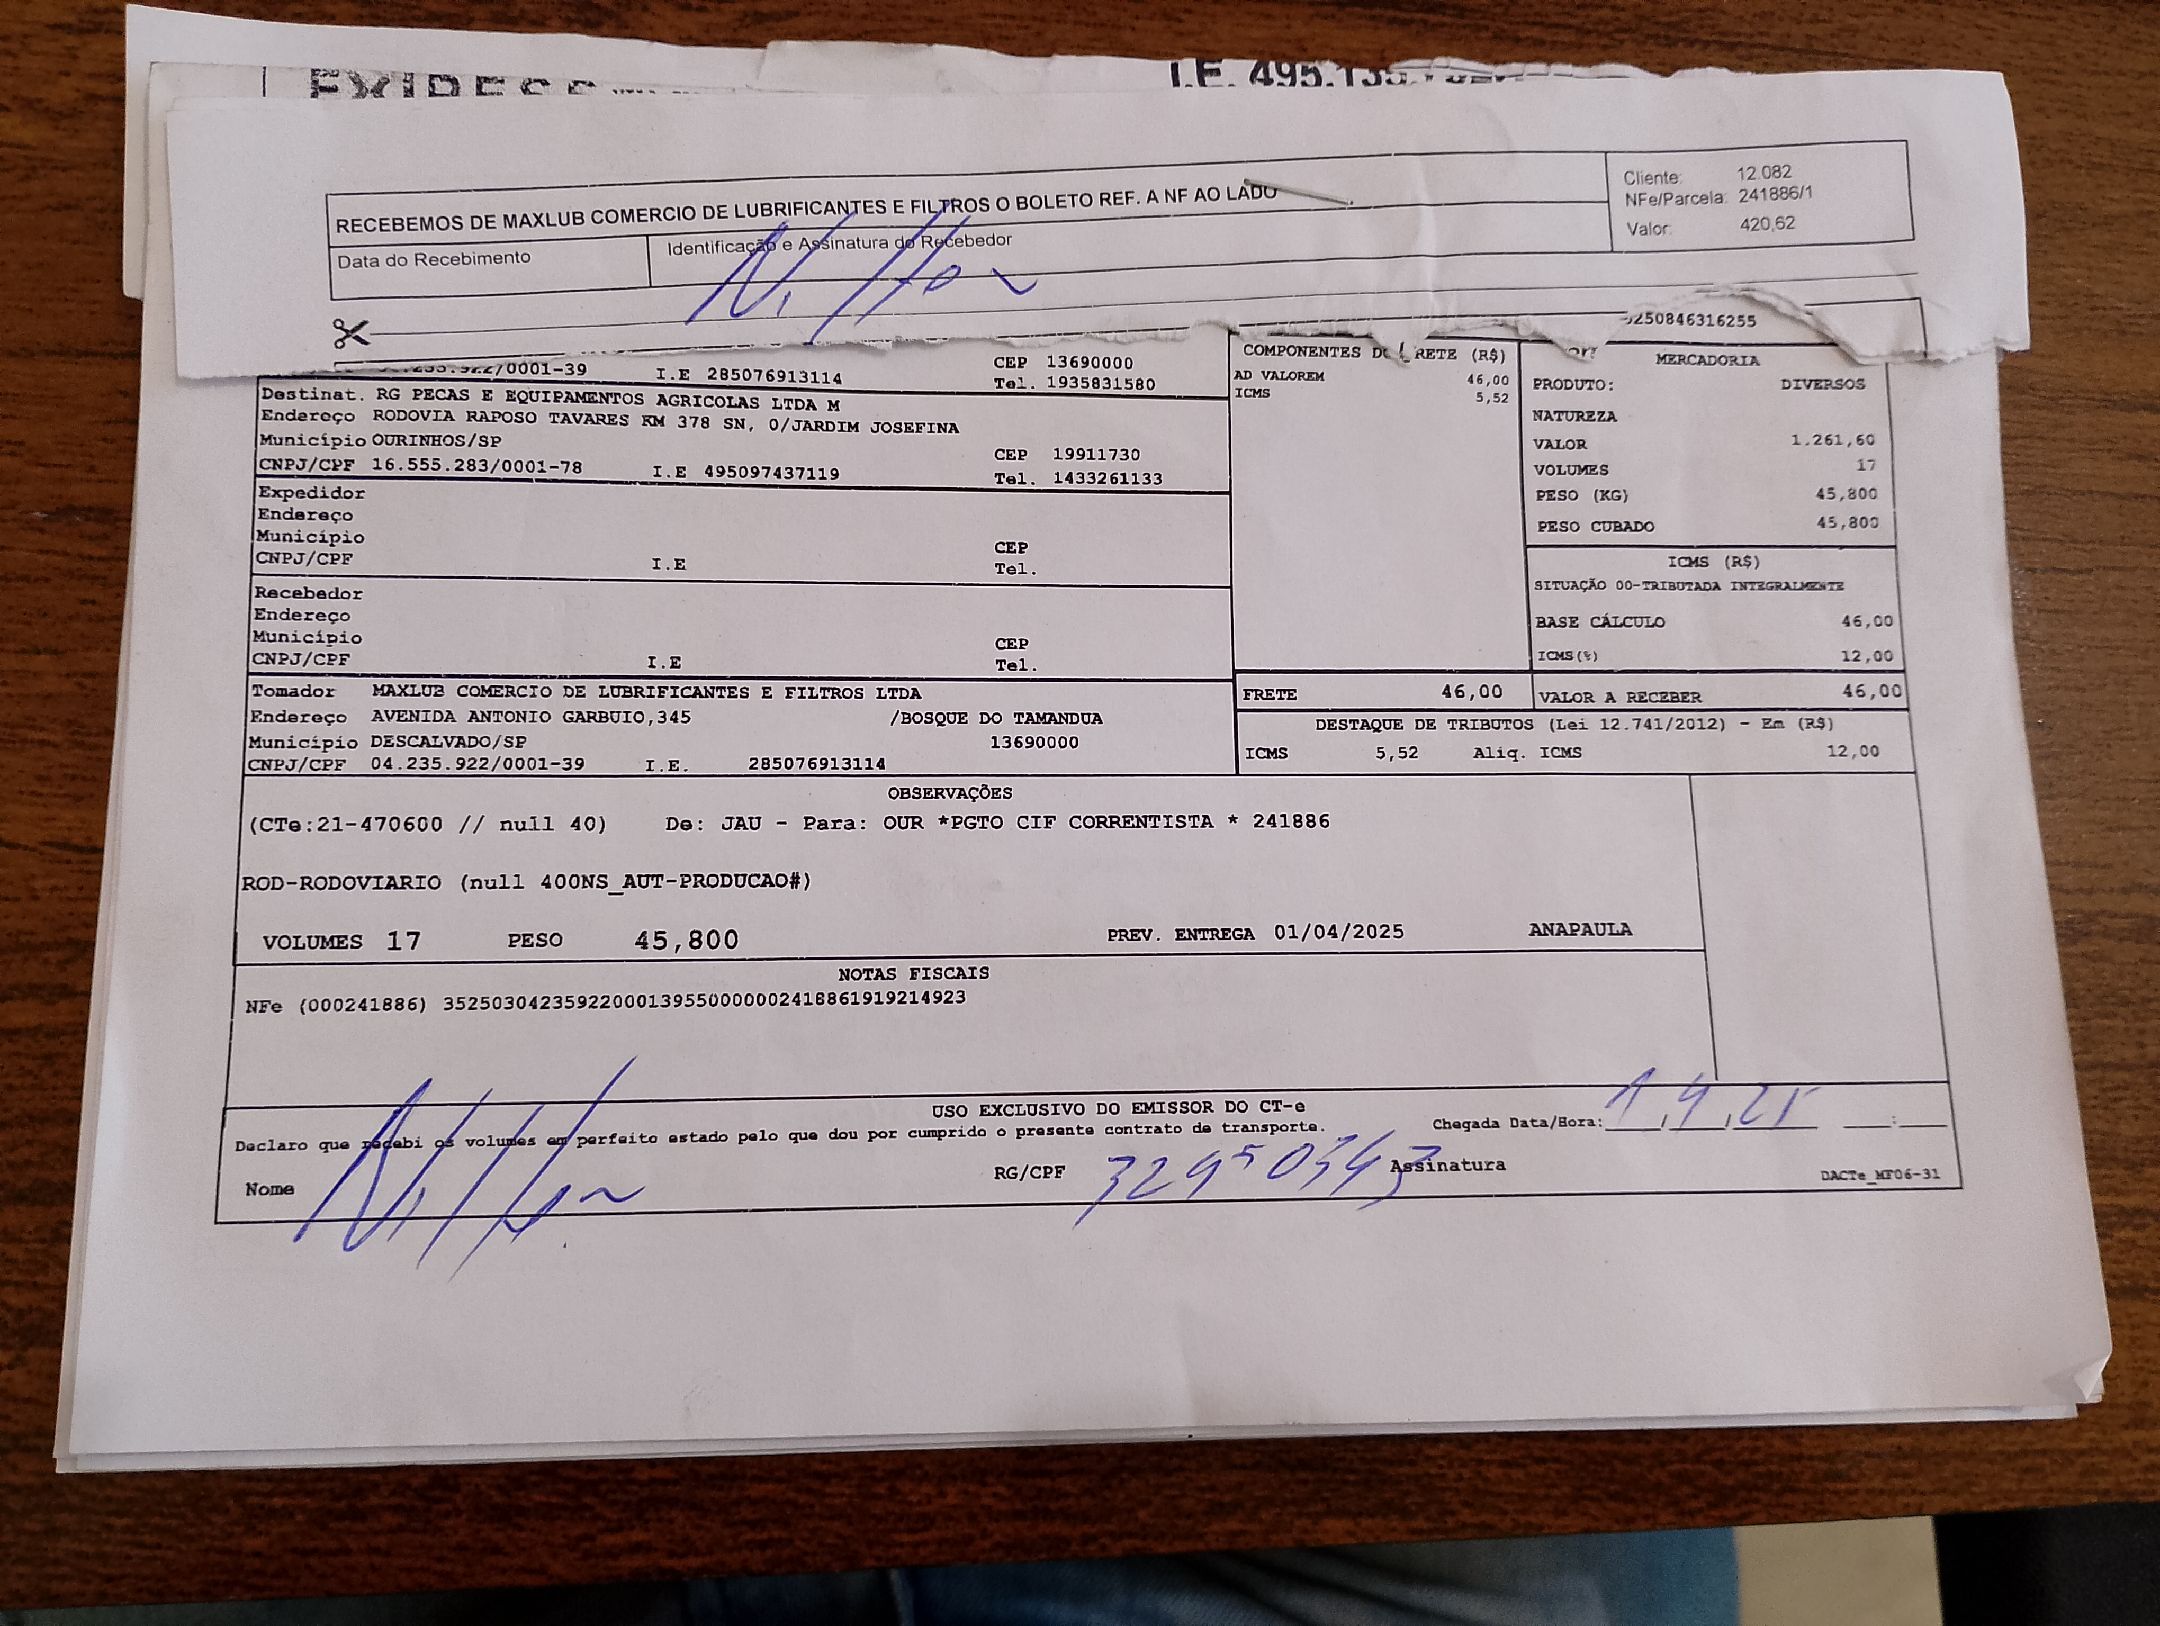 EXPRESS
I.E. 495.135.
RECEBEMOS DE MAXLUB COMERCIO DE LUBRIFICANTES E FILTROS O BOLETO REF. A NF AO LADO
Data do Recebimento Identificação e Assinatura do Recebedor
Nilton
Cliente: 12.082
NFe/Parcela: 241886/1
Valor: 420,62
5250846316255
/0001-39 I.E 285076913114 CEP 13690000
Tel. 1935831580
Destinat. RG PECAS E EQUIPAMENTOS AGRICOLAS LTDA M
Endereço RODOVIA RAPOSO TAVARES KM 378 SN, 0/JARDIM JOSEFINA
Município OURINHOS/SP CEP 19911730
CNPJ/CPF 16.555.283/0001-78 I.E 495097437119 Tel. 1433261133
Expedidor
Endereço
Município CEP
CNPJ/CPF I.E Tel.
Recebedor
Endereço
Município CEP
CNPJ/CPF I.E Tel.
Tomador MAXLUB COMERCIO DE LUBRIFICANTES E FILTROS LTDA
Endereço AVENIDA ANTONIO GARBUIO,345 /BOSQUE DO TAMANDUA
Município DESCALVADO/SP 13690000
CNPJ/CPF 04.235.922/0001-39 I.E. 285076913114
COMPONENTES DO FRETE (R$)
AD VALOREM 46,00
ICMS 5,52
FRETE 46,00
MERCADORIA
PRODUTO: DIVERSOS
NATUREZA
VALOR 1.261,60
VOLUMES 17
PESO (KG) 45,800
PESO CUBADO 45,800
ICMS (R$)
SITUAÇÃO 00-TRIBUTADA INTEGRALMENTE
BASE CÁLCULO 46,00
ICMS(%) 12,00
VALOR A RECEBER 46,00
DESTAQUE DE TRIBUTOS (Lei 12.741/2012) - Em (R$)
ICMS 5,52 Aliq. ICMS 12,00
OBSERVAÇÕES
(CTe:21-470600 // null 40) De: JAU - Para: OUR *PGTO CIF CORRENTISTA * 241886
ROD-RODOVIARIO (null 400NS_AUT-PRODUCAO#)
VOLUMES 17 PESO 45,800 PREV. ENTREGA 01/04/2025 ANAPAULA
NOTAS FISCAIS
NFe (000241886) 35250304235922000139550000002418861919214923
USO EXCLUSIVO DO EMISSOR DO CT-e
Declaro que recebi os volumes em perfeito estado pelo que dou por cumprido o presente contrato de transporte. Chegada Data/Hora: 1,4,25 :
Nome Nilton RG/CPF 32950343 Assinatura DACTe_MF06-31